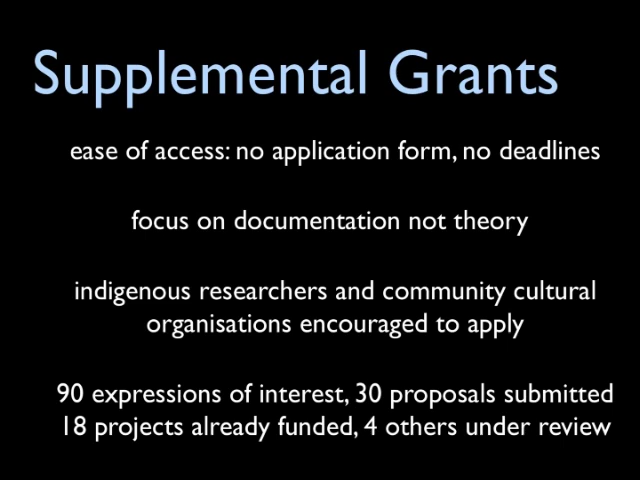 Supplemental Grants
ease of access: no application form, no deadlines
focus on documentation not theory
indigenous researchers and community cultural
organisations encouraged to apply
90 expressions of interest, 30 proposals submitted
18 projects already funded, 4 others under review